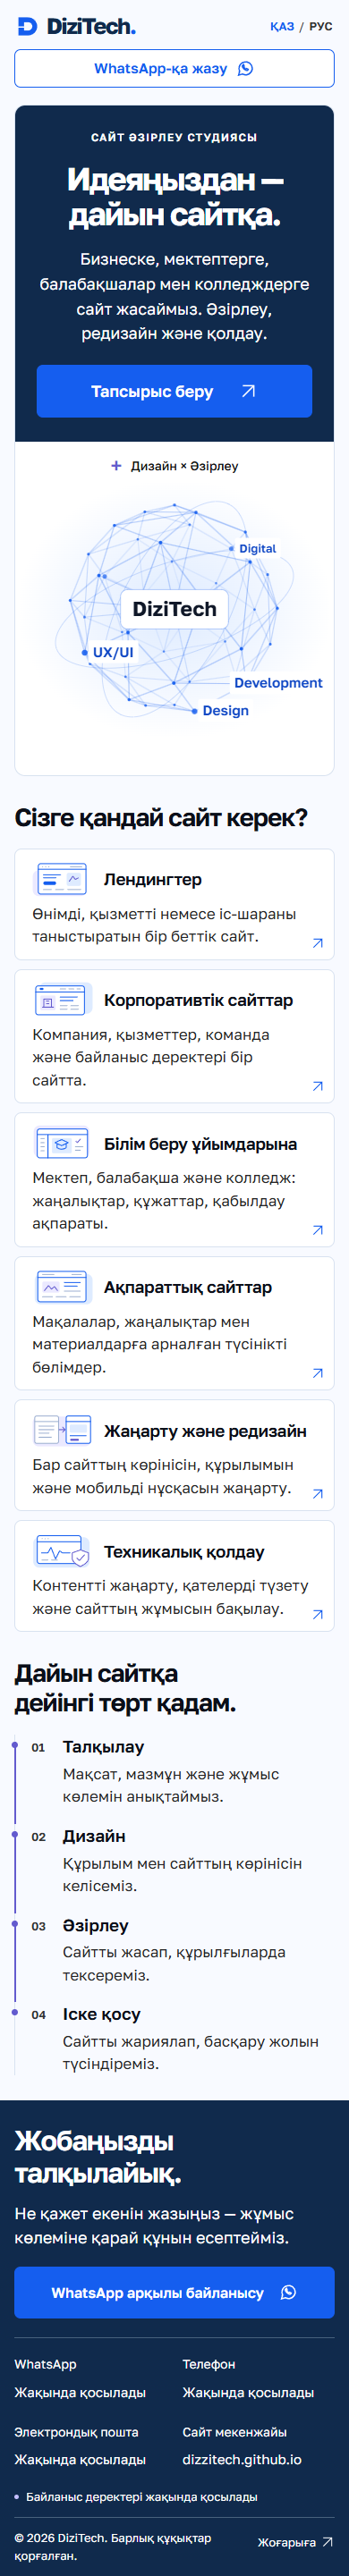 DiziTech.
ҚАЗ / РУС
WhatsApp-қа жазу
САЙТ ӘЗІРЛЕУ СТУДИЯСЫ
Идеяңыздан —
дайын сайтқа.
Бизнеске, мектептерге,
балабақшалар мен колледждерге
сайт жасаймыз. Әзірлеу,
редизайн және қолдау.
Тапсырыс беру
Дизайн × Әзірлеу
Digital
DiziTech
UX/UI
Development
Design
Сізге қандай сайт керек?
Лендингтер
Өнімді, қызметті немесе іс-шараны
таныстыратын бір беттік сайт.
Корпоративтік сайттар
Компания, қызметтер, команда
және байланыс деректері бір
сайтта.
Білім беру ұйымдарына
Мектеп, балабақша және колледж:
жаңалықтар, құжаттар, қабылдау
ақпараты.
Ақпараттық сайттар
Мақалалар, жаңалықтар мен
материалдарға арналған түсінікті
бөлімдер.
Жаңарту және редизайн
Бар сайттың көрінісін, құрылымын
және мобильді нұсқасын жаңарту.
Техникалық қолдау
Контентті жаңарту, қателерді түзету
және сайттың жұмысын бақылау.
Дайын сайтқа
дейінгі төрт қадам.
01 Талқылау
Мақсат, мазмұн және жұмыс
көлемін анықтаймыз.
02 Дизайн
Құрылым мен сайттың көрінісін
келісеміз.
03 Әзірлеу
Сайтты жасап, құрылғыларда
тексереміз.
04 Іске қосу
Сайтты жариялап, басқару жолын
түсіндіреміз.
Жобаңызды
талқылайық.
Не қажет екенін жазыңыз — жұмыс
көлеміне қарай құнын есептейміз.
WhatsApp арқылы байланысу
WhatsApp
Жақында қосылады
Телефон
Жақында қосылады
Электрондық пошта
Жақында қосылады
Сайт мекенжайы
dizzitech.github.io
Байланыс деректері жақында қосылады
© 2026 DiziTech. Барлық құқықтар
қорғалған.
Жоғарыға